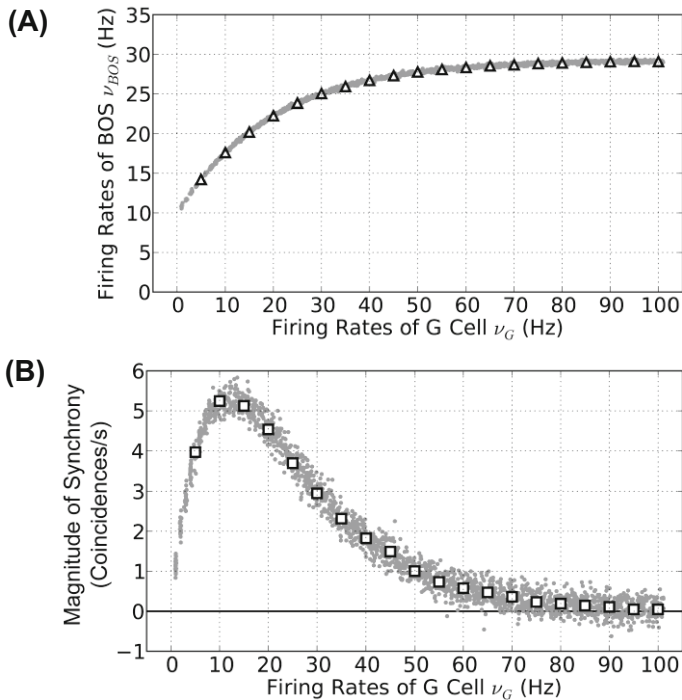 (A)
Firing Rates of BOS ν_BOS (Hz)
35
30
25
20
15
10
5
0
0 10 20 30 40 50 60 70 80 90 100
Firing Rates of G Cell ν_G (Hz)
(B)
Magnitude of Synchrony
(Coincidences/s)
6
5
4
3
2
1
0
−1
0 10 20 30 40 50 60 70 80 90 100
Firing Rates of G Cell ν_G (Hz)